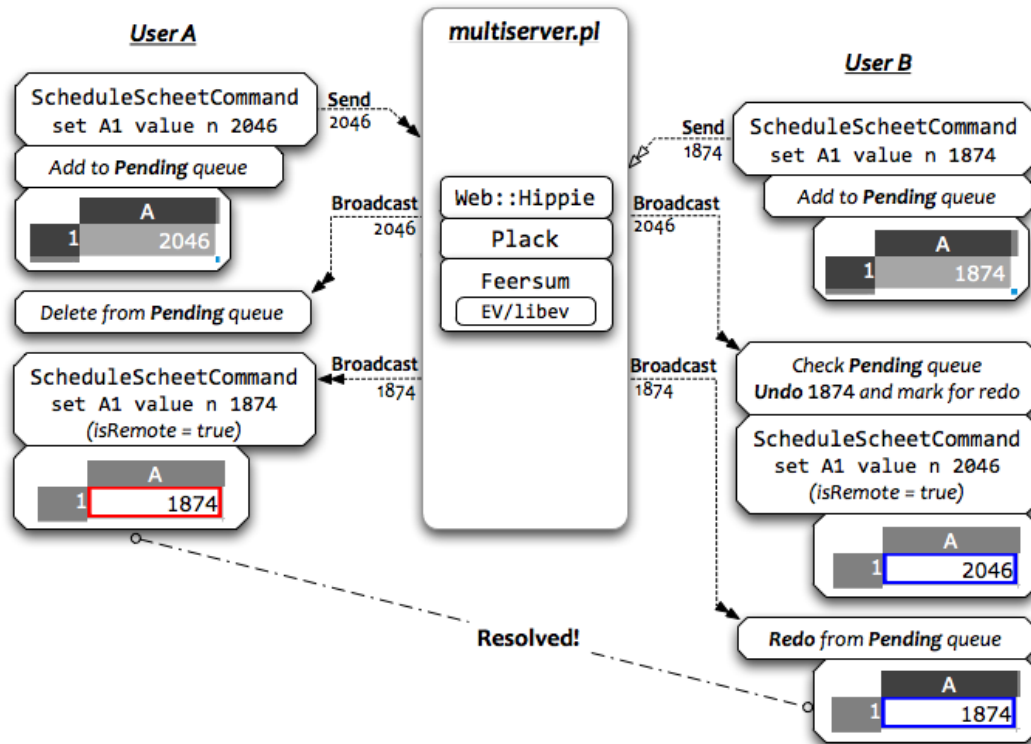 User A
ScheduleScheetCommand
set A1 value n 2046
Add to Pending queue
A
1 2046
Delete from Pending queue
ScheduleScheetCommand
set A1 value n 1874
(isRemote = true)
A
1 1874
Send
2046
Broadcast
2046
Broadcast
1874
multiserver.pl
Web::Hippie
Plack
Feersum
EV/libev
Send
1874
Broadcast
2046
Broadcast
1874
User B
ScheduleScheetCommand
set A1 value n 1874
Add to Pending queue
A
1 1874
Check Pending queue
Undo 1874 and mark for redo
ScheduleScheetCommand
set A1 value n 2046
(isRemote = true)
A
1 2046
Redo from Pending queue
A
1 1874
Resolved!